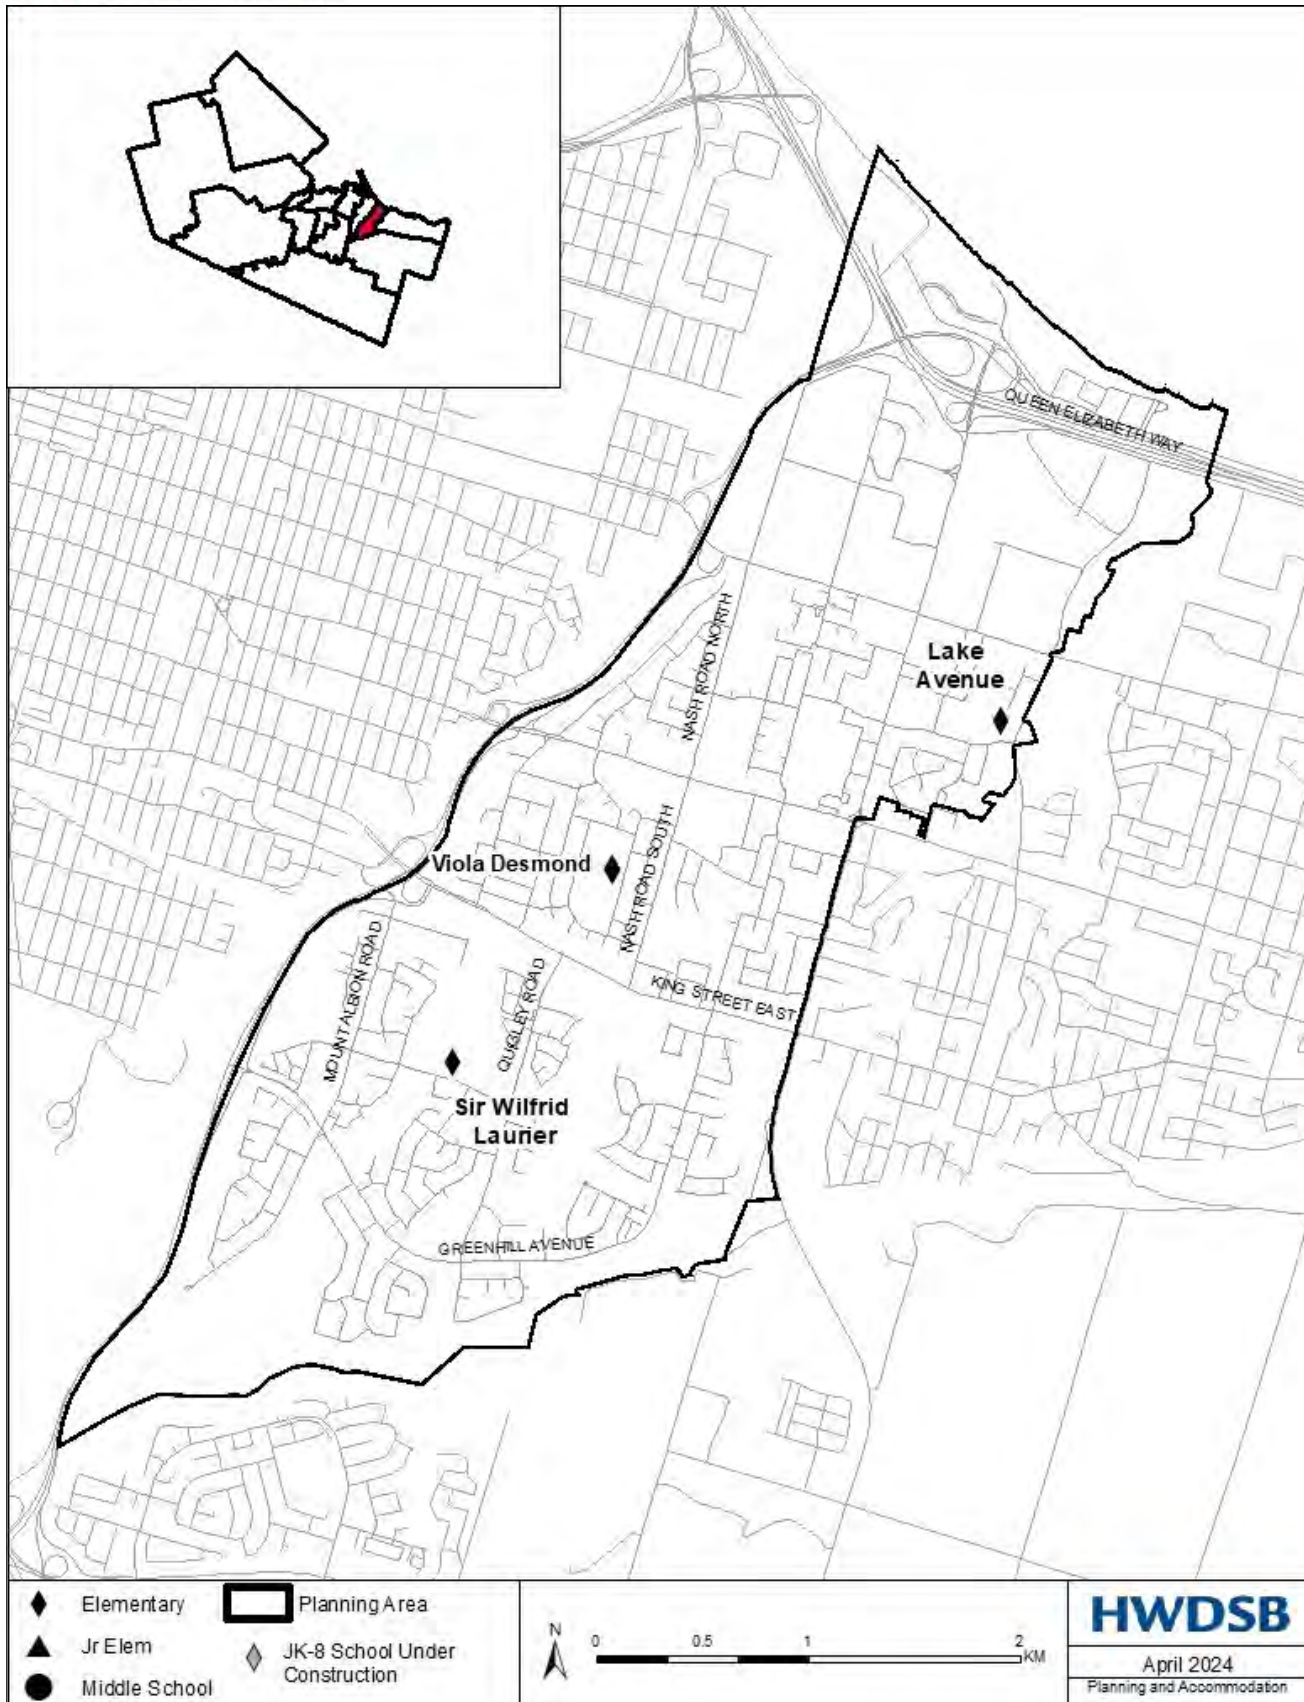 QUEEN ELIZABETH WAY
NASH ROAD NORTH
Lake
Avenue
Viola Desmond
NASH ROAD SOUTH
MOUNT ALBION ROAD
QUIGLEY ROAD
KING STREET EAST
Sir Wilfrid
Laurier
GREENHILL AVENUE
Elementary
Planning Area
Jr Elem
JK-8 School Under
Construction
Middle School
N
0 0.5 1 2
KM
HWDSB
April 2024
Planning and Accommodation